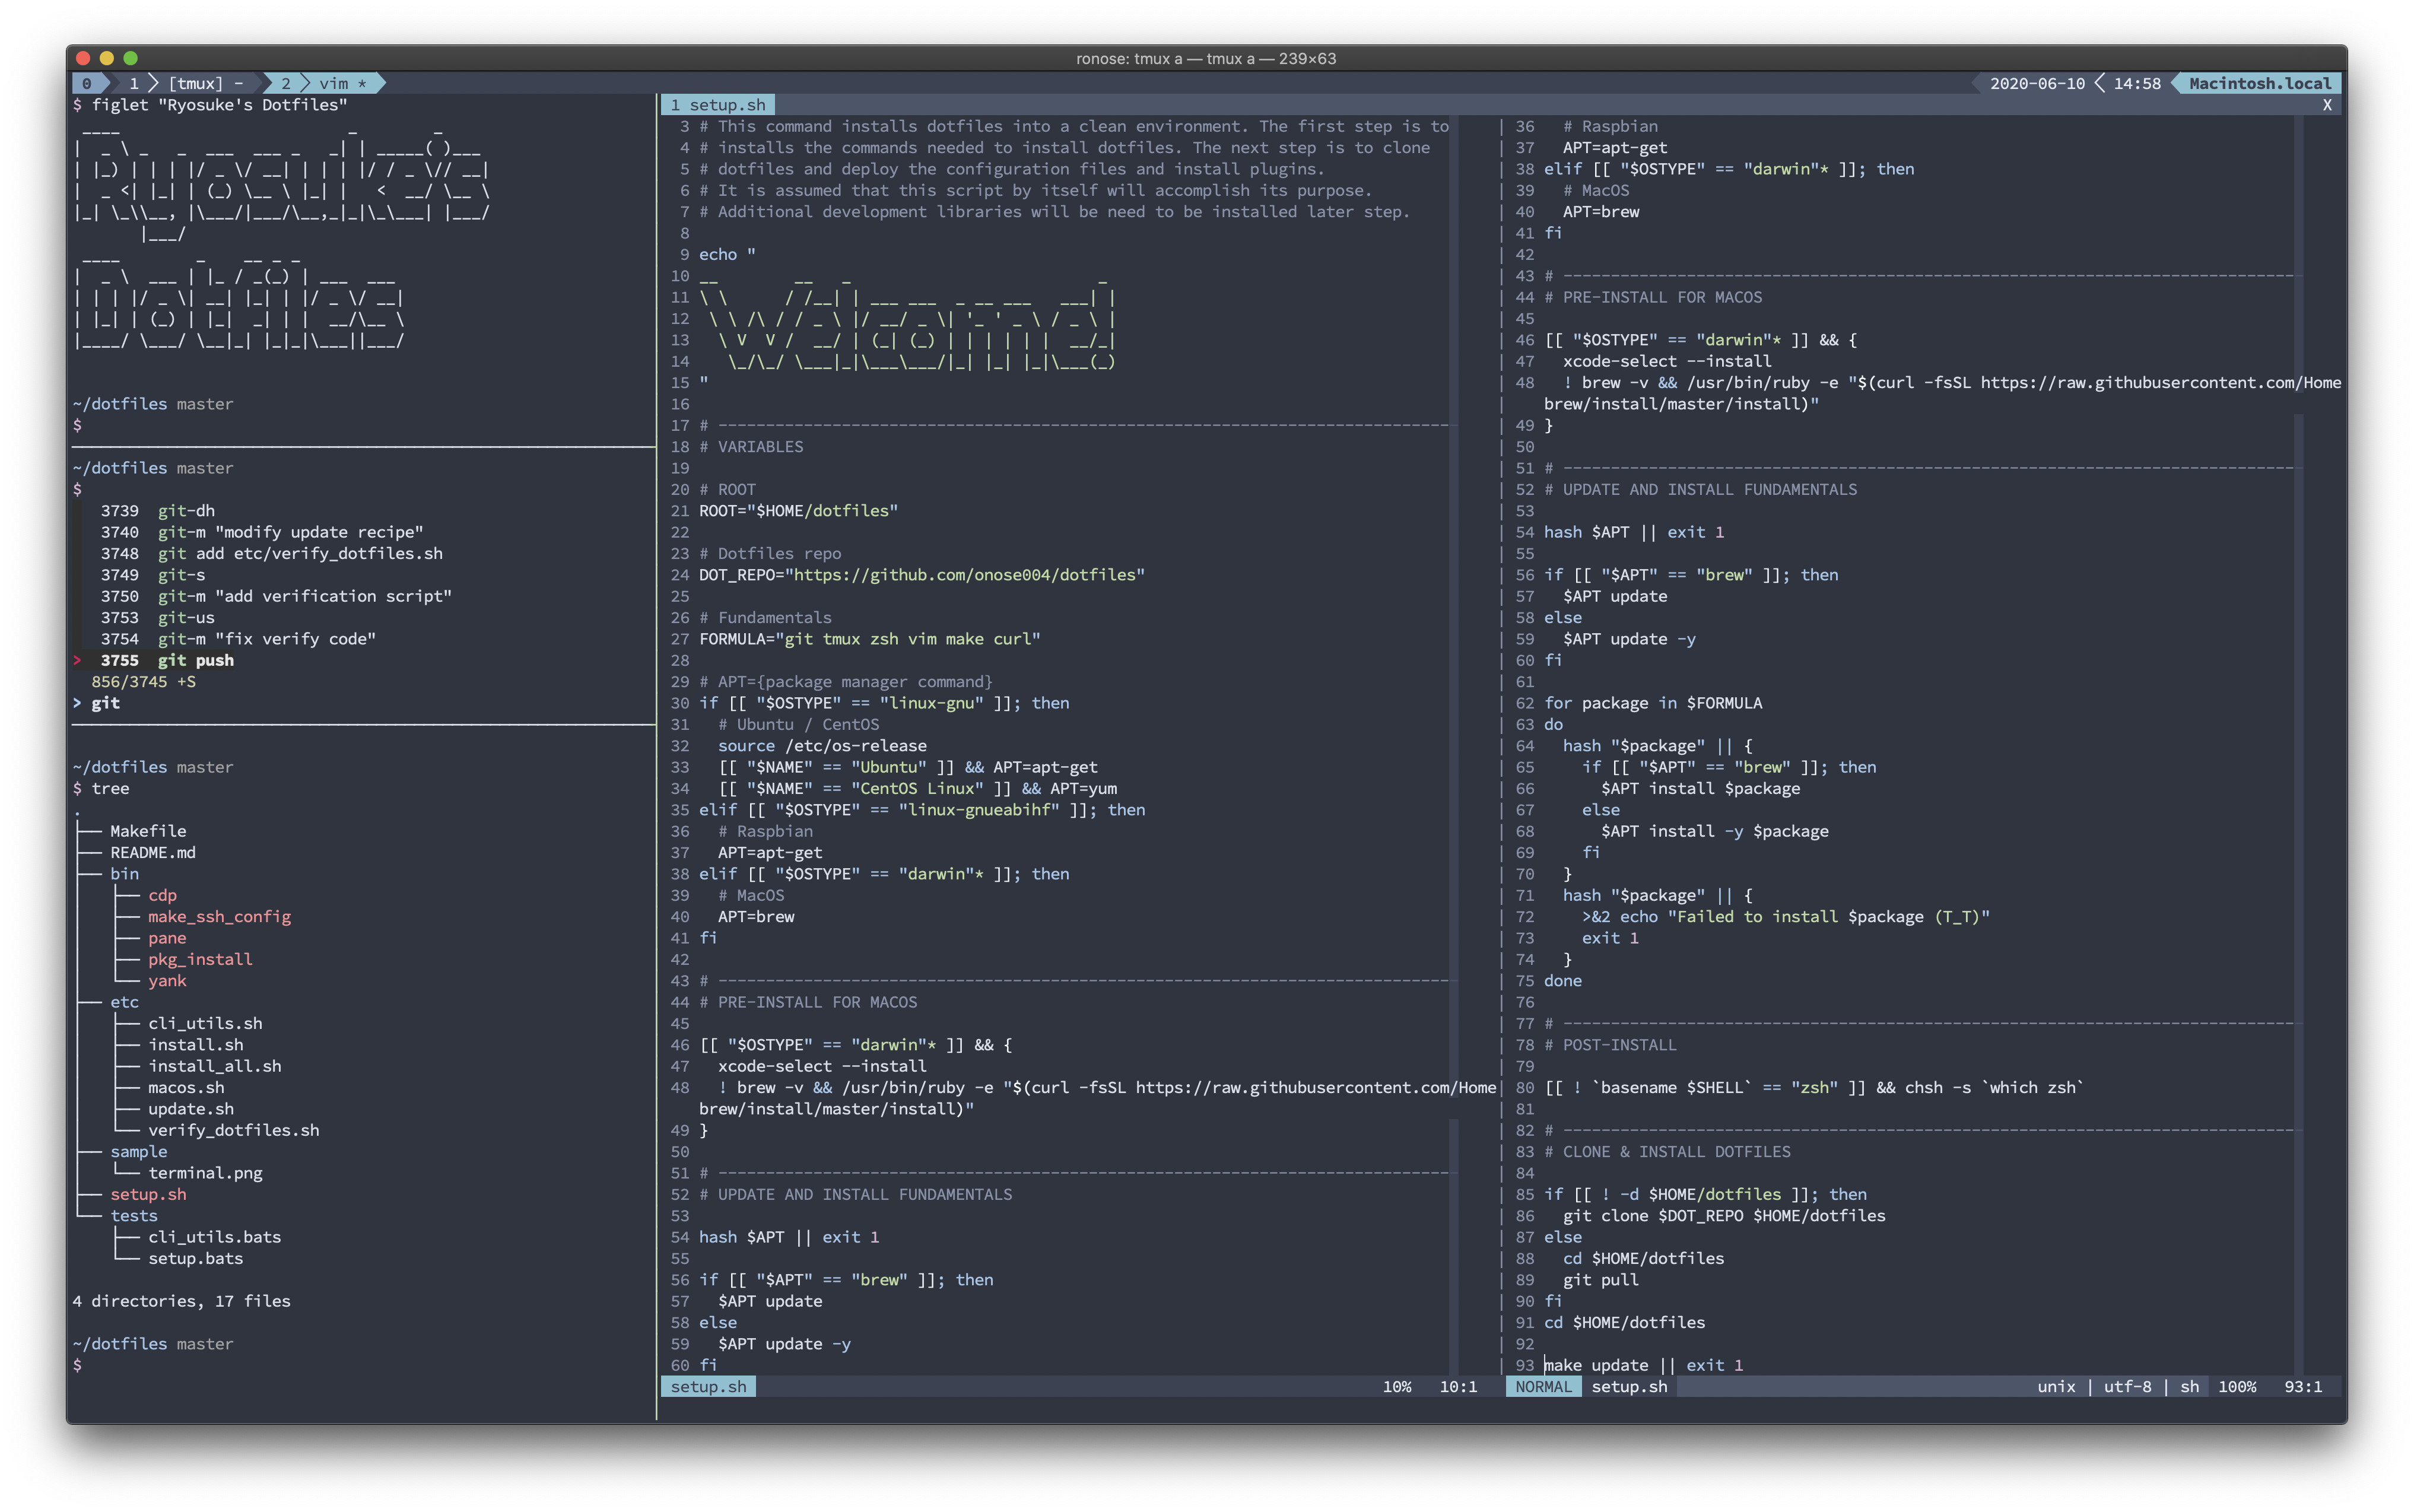 ronose: tmux a — tmux a — 239×63
0 1 [tmux] - 2 vim * 2020-06-10 14:58 Macintosh.local
$ figlet "Ryosuke's Dotfiles"
Ryosuke's
Dotfiles
~/dotfiles master
$
~/dotfiles master
$
3739 git-dh
3740 git-m "modify update recipe"
3748 git add etc/verify_dotfiles.sh
3749 git-s
3750 git-m "add verification script"
3753 git-us
3754 git-m "fix verify code"
> 3755 git push
856/3745 +S
> git
~/dotfiles master
$ tree
.
├── Makefile
├── README.md
├── bin
│   ├── cdp
│   ├── make_ssh_config
│   ├── pane
│   ├── pkg_install
│   └── yank
├── etc
│   ├── cli_utils.sh
│   ├── install.sh
│   ├── install_all.sh
│   ├── macos.sh
│   ├── update.sh
│   └── verify_dotfiles.sh
├── sample
│   └── terminal.png
├── setup.sh
└── tests
    ├── cli_utils.bats
    └── setup.bats
4 directories, 17 files
~/dotfiles master
$
1 setup.sh X
3 # This command installs dotfiles into a clean environment. The first step is to
4 # installs the commands needed to install dotfiles. The next step is to clone
5 # dotfiles and deploy the configuration files and install plugins.
6 # It is assumed that this script by itself will accomplish its purpose.
7 # Additional development libraries will be need to be installed later step.
8
9 echo "
10 __        __   _                          _
11 \ \      / /__| | ___ ___  _ __ ___   ___| |
12  \ \ /\ / / _ \ |/ __/ _ \| '_ ` _ \ / _ \ |
13   \ V  V /  __/ | (_| (_) | | | | | |  __/_|
14    \_/\_/ \___|_|\___\___/|_| |_| |_|\___(_)
15 "
16
17 # -----------------------------------------------------------------------------
18 # VARIABLES
19
20 # ROOT
21 ROOT="$HOME/dotfiles"
22
23 # Dotfiles repo
24 DOT_REPO="https://github.com/onose004/dotfiles"
25
26 # Fundamentals
27 FORMULA="git tmux zsh vim make curl"
28
29 # APT={package manager command}
30 if [[ "$OSTYPE" == "linux-gnu" ]]; then
31   # Ubuntu / CentOS
32   source /etc/os-release
33   [[ "$NAME" == "Ubuntu" ]] && APT=apt-get
34   [[ "$NAME" == "CentOS Linux" ]] && APT=yum
35 elif [[ "$OSTYPE" == "linux-gnueabihf" ]]; then
36   # Raspbian
37   APT=apt-get
38 elif [[ "$OSTYPE" == "darwin"* ]]; then
39   # MacOS
40   APT=brew
41 fi
42
43 # -----------------------------------------------------------------------------
44 # PRE-INSTALL FOR MACOS
45
46 [[ "$OSTYPE" == "darwin"* ]] && {
47   xcode-select --install
48   ! brew -v && /usr/bin/ruby -e "$(curl -fsSL https://raw.githubusercontent.com/Home
brew/install/master/install)"
49 }
50
51 # -----------------------------------------------------------------------------
52 # UPDATE AND INSTALL FUNDAMENTALS
53
54 hash $APT || exit 1
55
56 if [[ "$APT" == "brew" ]]; then
57   $APT update
58 else
59   $APT update -y
60 fi
setup.sh 10% 10:1
36   # Raspbian
37   APT=apt-get
38 elif [[ "$OSTYPE" == "darwin"* ]]; then
39   # MacOS
40   APT=brew
41 fi
42
43 # -----------------------------------------------------------------------------
44 # PRE-INSTALL FOR MACOS
45
46 [[ "$OSTYPE" == "darwin"* ]] && {
47   xcode-select --install
48   ! brew -v && /usr/bin/ruby -e "$(curl -fsSL https://raw.githubusercontent.com/Home
brew/install/master/install)"
49 }
50
51 # -----------------------------------------------------------------------------
52 # UPDATE AND INSTALL FUNDAMENTALS
53
54 hash $APT || exit 1
55
56 if [[ "$APT" == "brew" ]]; then
57   $APT update
58 else
59   $APT update -y
60 fi
61
62 for package in $FORMULA
63 do
64   hash "$package" || {
65     if [[ "$APT" == "brew" ]]; then
66       $APT install $package
67     else
68       $APT install -y $package
69     fi
70   }
71   hash "$package" || {
72     >&2 echo "Failed to install $package (T_T)"
73     exit 1
74   }
75 done
76
77 # -----------------------------------------------------------------------------
78 # POST-INSTALL
79
80 [[ ! `basename $SHELL` == "zsh" ]] && chsh -s `which zsh`
81
82 # -----------------------------------------------------------------------------
83 # CLONE & INSTALL DOTFILES
84
85 if [[ ! -d $HOME/dotfiles ]]; then
86   git clone $DOT_REPO $HOME/dotfiles
87 else
88   cd $HOME/dotfiles
89   git pull
90 fi
91 cd $HOME/dotfiles
92
93 make update || exit 1
NORMAL setup.sh unix | utf-8 | sh 100% 93:1